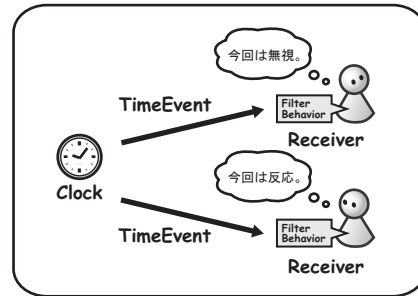 今回は無視。
TimeEvent
Filter
Behavior
Receiver
Clock
今回は反応。
TimeEvent
Filter
Behavior
Receiver